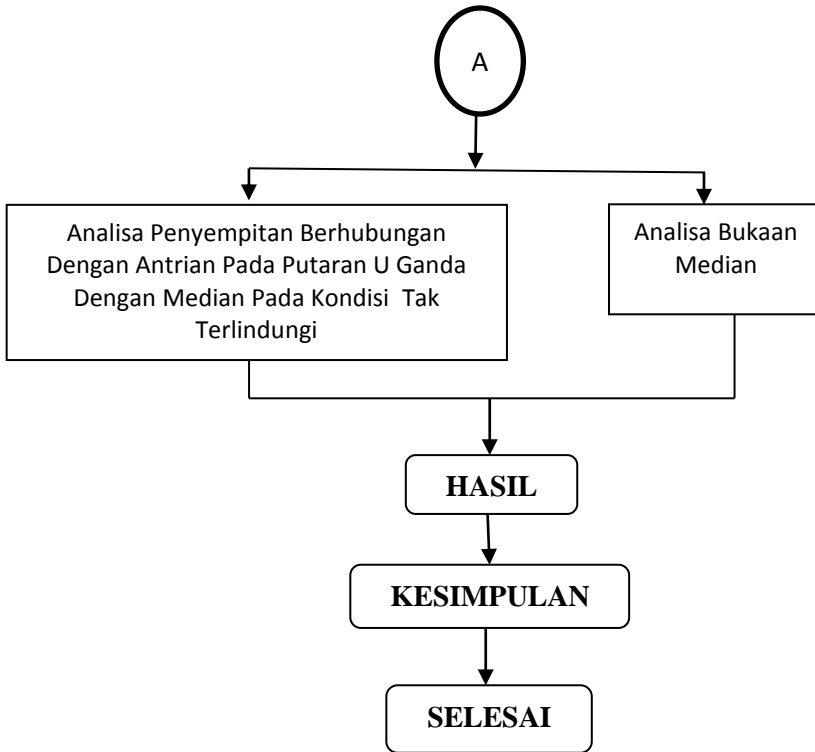 A
Analisa Penyempitan Berhubungan
Dengan Antrian Pada Putaran U Ganda
Dengan Median Pada Kondisi Tak
Terlindungi
Analisa Bukaan
Median
HASIL
KESIMPULAN
SELESAI